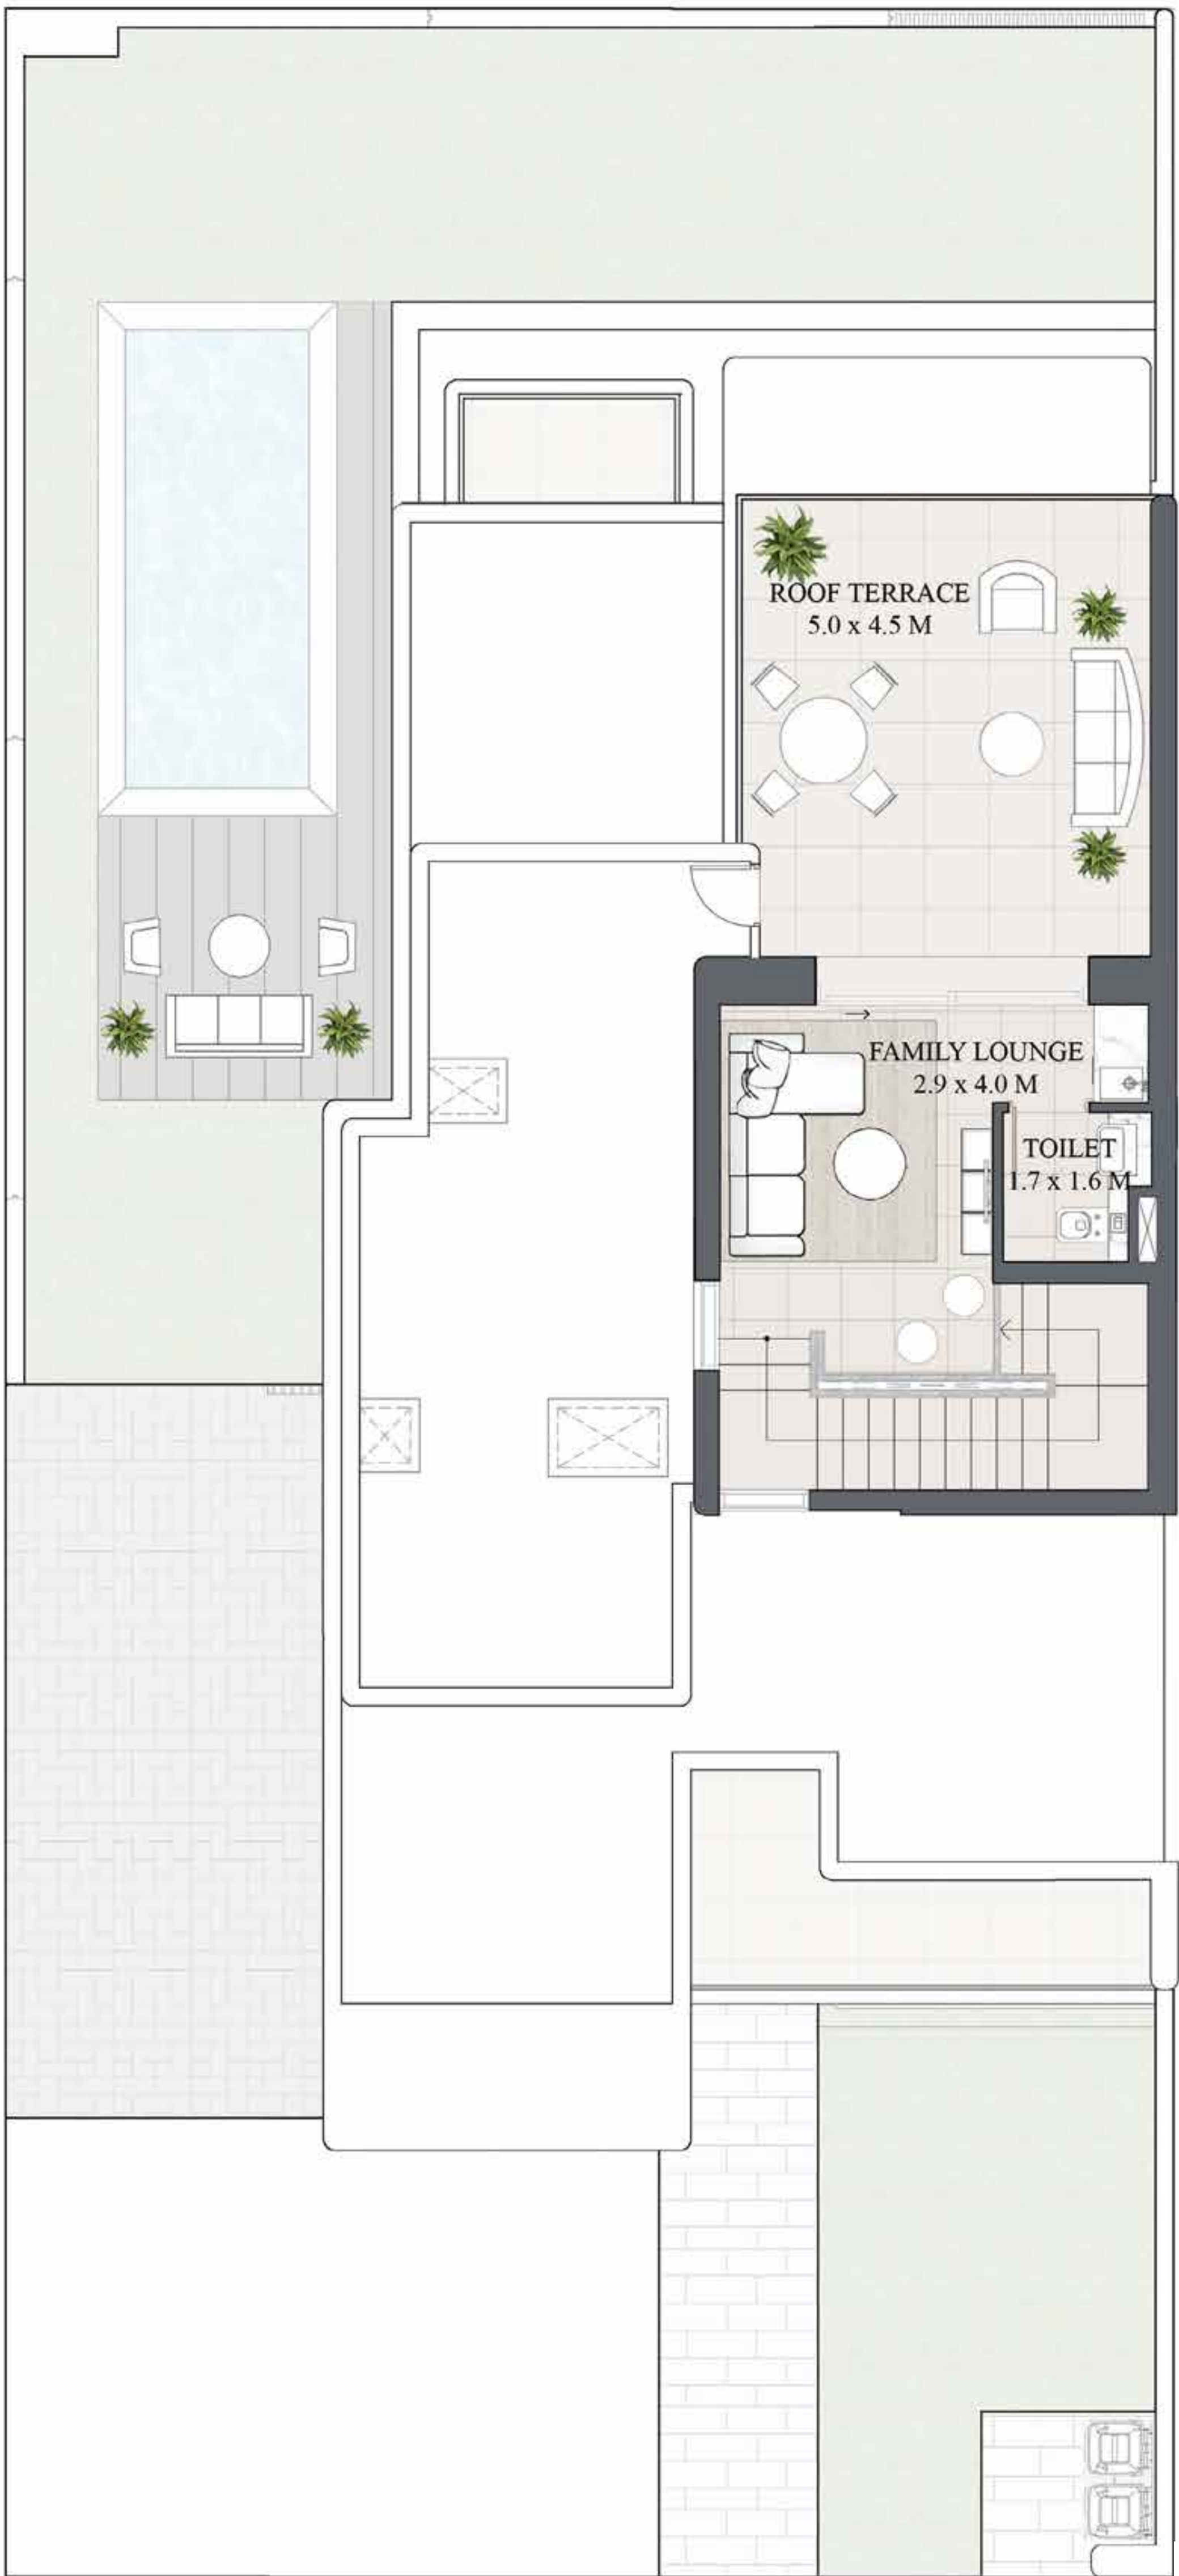 ROOF TERRACE
5.0 x 4.5 M
FAMILY LOUNGE
2.9 x 4.0 M
TOILET
1.7 x 1.6 M